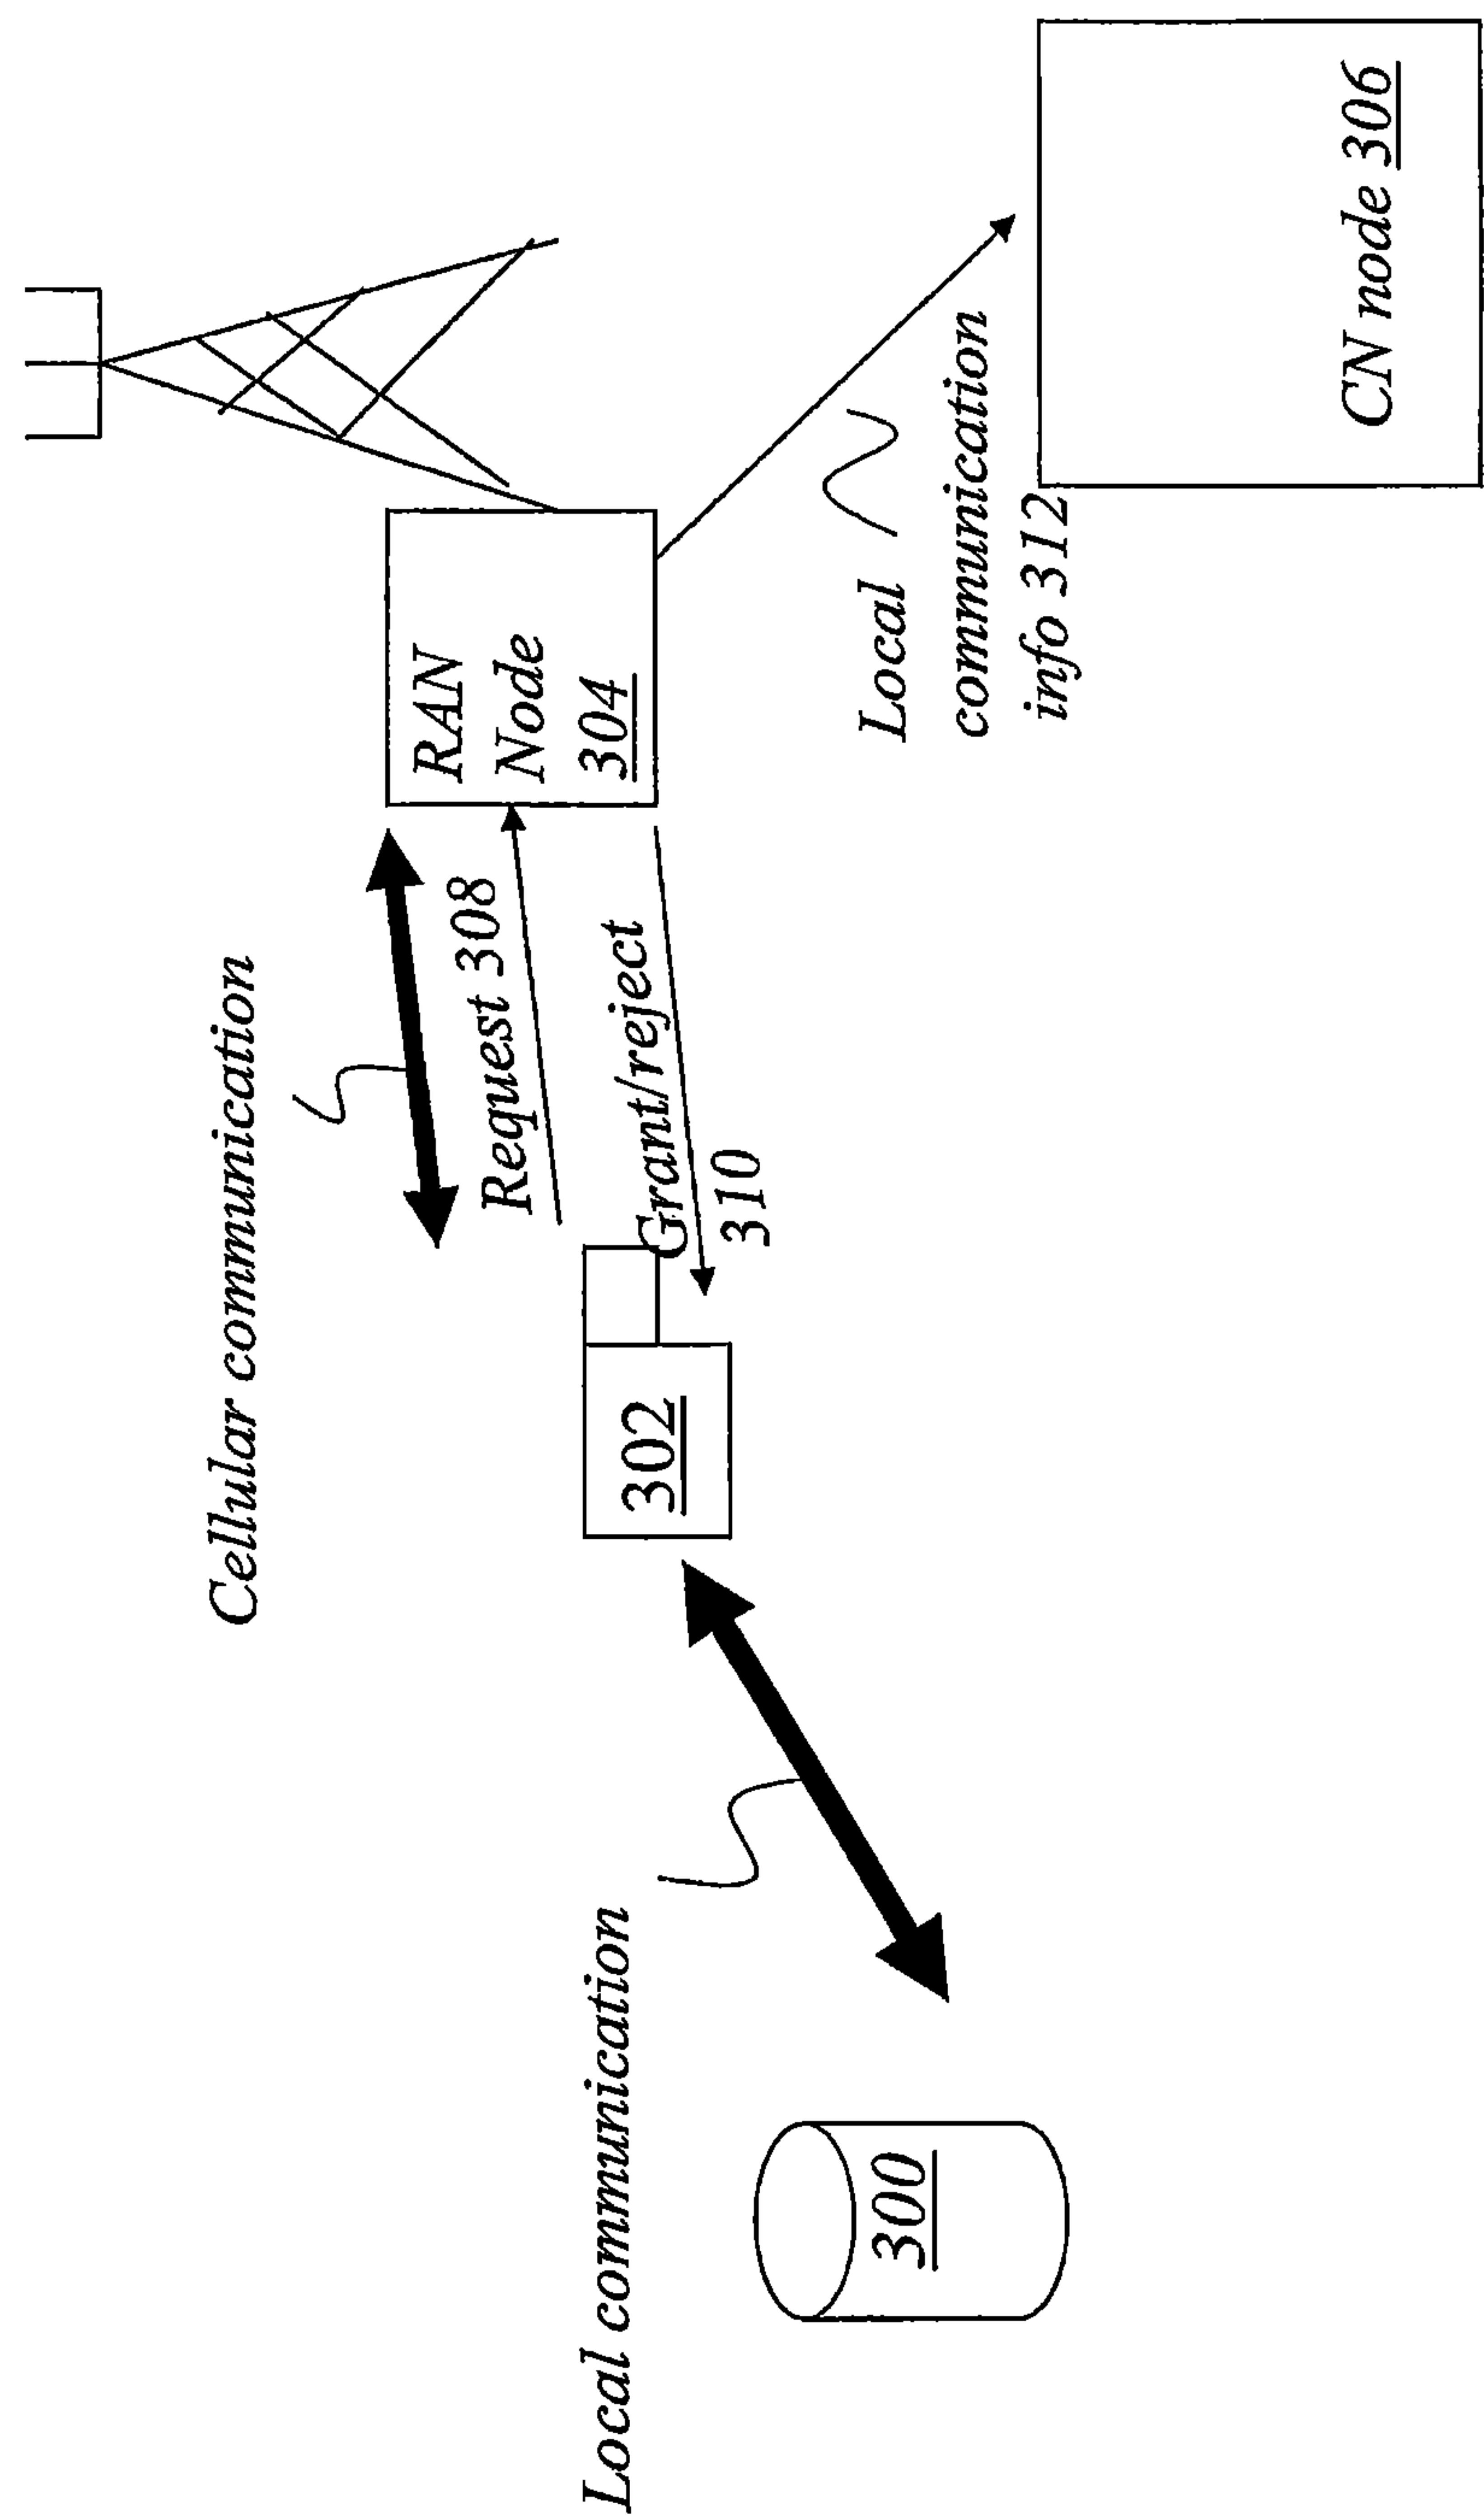 Cellular communication
Request 308
RAN
Node
304
Grant/reject
310
302
Local communication
300
Local
communication
info 312
CN node 306